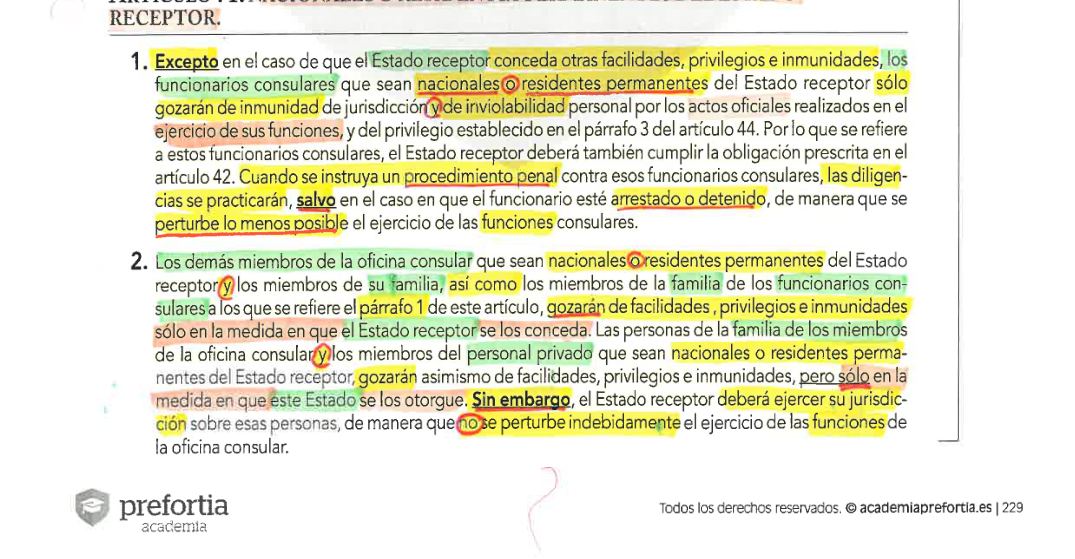 RECEPTOR.
1. Excepto en el caso de que el Estado receptor conceda otras facilidades, privilegios e inmunidades, los
funcionarios consulares que sean nacionales o residentes permanentes del Estado receptor sólo
gozarán de inmunidad de jurisdicción y de inviolabilidad personal por los actos oficiales realizados en el
ejercicio de sus funciones, y del privilegio establecido en el párrafo 3 del artículo 44. Por lo que se refiere
a estos funcionarios consulares, el Estado receptor deberá también cumplir la obligación prescrita en el
artículo 42. Cuando se instruya un procedimiento penal contra esos funcionarios consulares, las diligen-
cias se practicarán, salvo en el caso en que el funcionario esté arrestado o detenido, de manera que se
perturbe lo menos posible el ejercicio de las funciones consulares.
2. Los demás miembros de la oficina consular que sean nacionales o residentes permanentes del Estado
receptor y los miembros de su familia, así como los miembros de la familia de los funcionarios con-
sulares a los que se refiere el párrafo 1 de este artículo, gozarán de facilidades, privilegios e inmunidades
sólo en la medida en que el Estado receptor se los conceda. Las personas de la familia de los miembros
de la oficina consular y los miembros del personal privado que sean nacionales o residentes perma-
nentes del Estado receptor, gozarán asimismo de facilidades, privilegios e inmunidades, pero sólo en la
medida en que este Estado se los otorgue. Sin embargo, el Estado receptor deberá ejercer su jurisdic-
ción sobre esas personas, de manera que no se perturbe indebidamente el ejercicio de las funciones de
la oficina consular.
prefortia
academia
Todos los derechos reservados. © academiaprefortia.es | 229